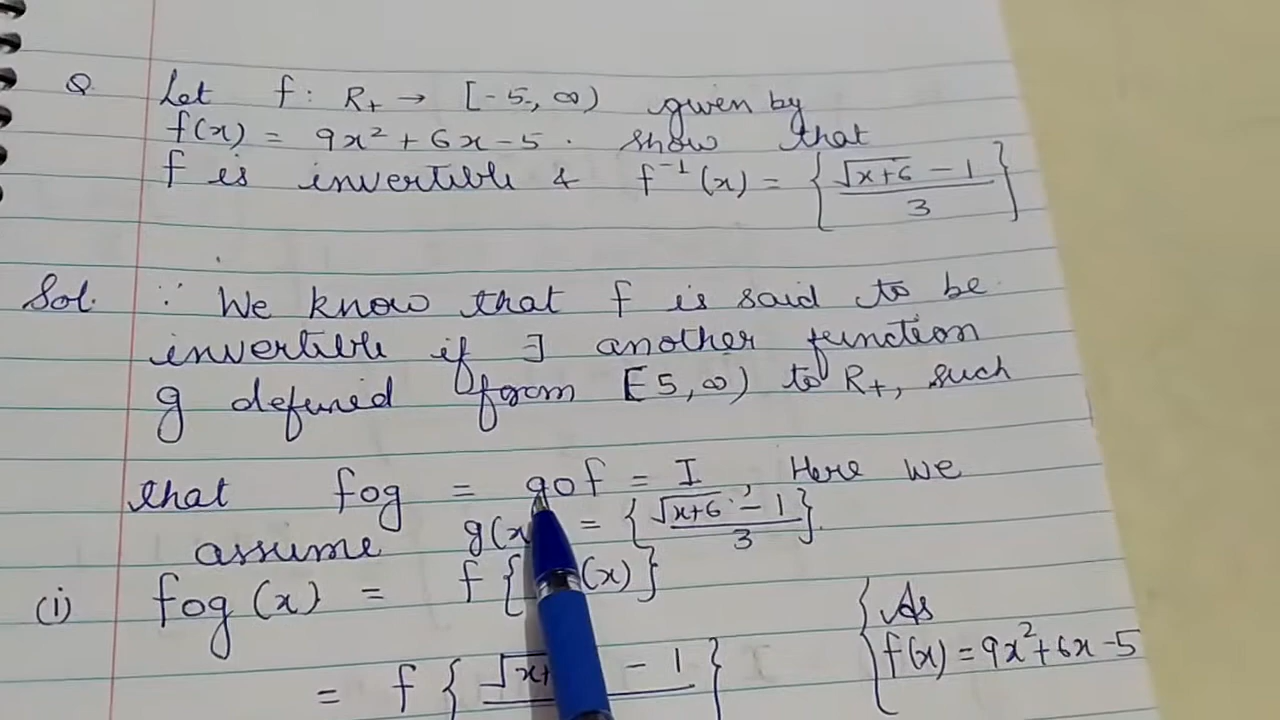 Q Let f: R₊ → [-5, ∞) given by
f(x) = 9x² + 6x - 5 . show that
f is invertible & f⁻¹(x) = { (√x+6 - 1)/3 }
Sol. ∵ We know that f is said to be
invertible if ∃ another function
g defined from [-5, ∞) to R₊, such
that fog = gof = I, Here we
assume g(x = { (√x+6 - 1)/3 }.
(i) fog(x) = f { (x) }
= f { √x+ - 1 }
{ As
f(x) = 9x² + 6x - 5